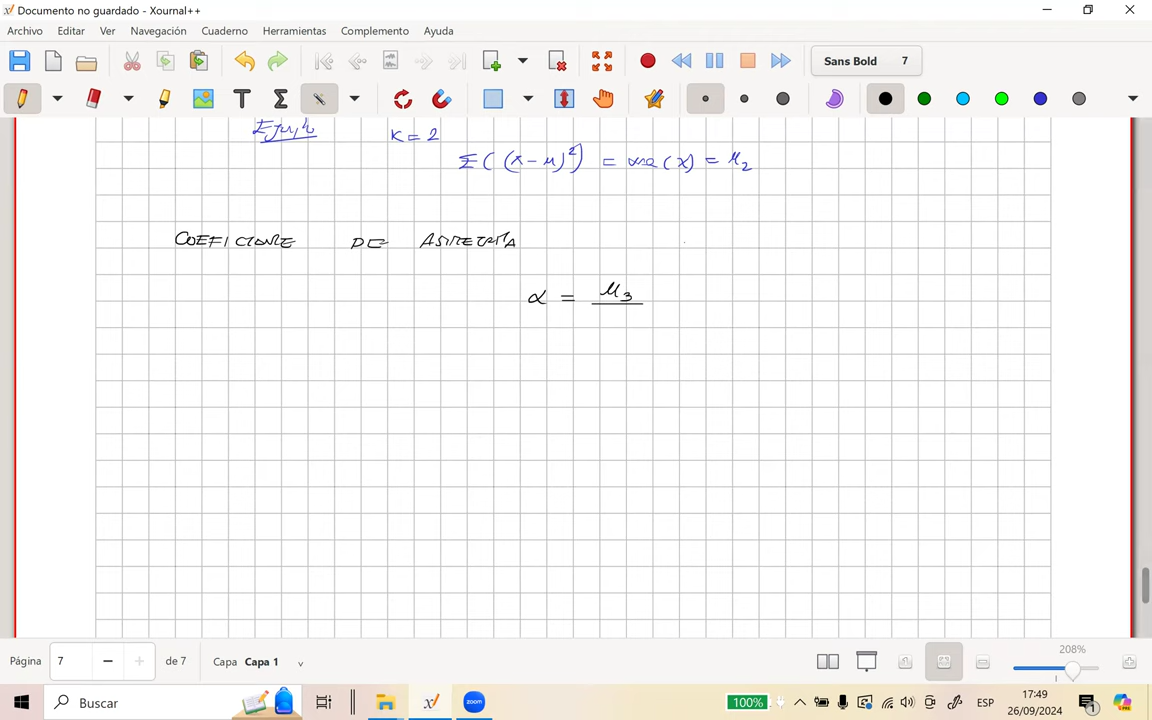 Documento no guardado - Xournal++
Archivo Editar Ver Navegación Cuaderno Herramientas Complemento Ayuda
Sans Bold 7
K = 2
E((x-μ)²) = var(x) = μ₂
COEFICIENTE DE ASIMETRIA
α = μ₃
Página 7 de 7 Capa Capa 1 208%
Buscar 100% ESP 17:49
26/09/2024